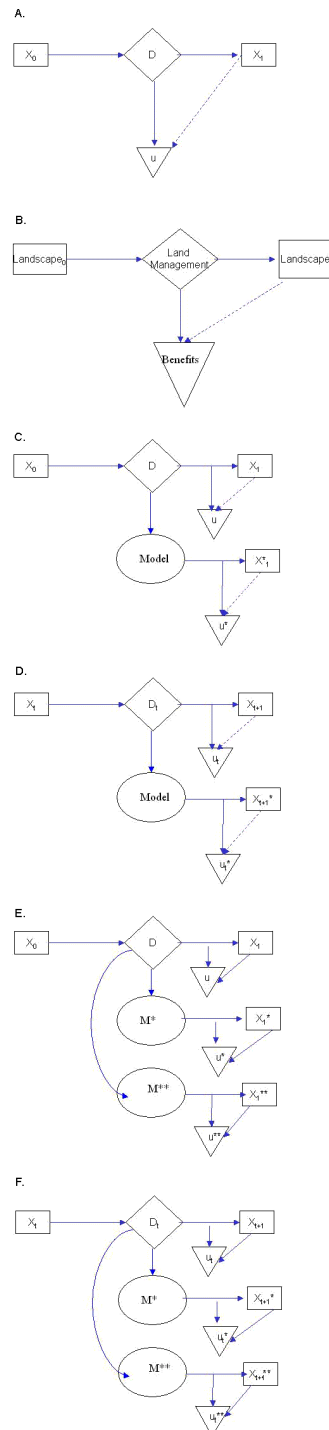 A.
X₀ D X₁
u
B.
Landscape₀ Land Management Landscape
Benefits
C.
X₀ D X₁
u
Model X*₁
u*
D.
Xₜ Dₜ Xₜ₊₁
uₜ
Model Xₜ₊₁*
uₜ*
E.
X₀ D X₁
u
M* X₁*
u*
M** X₁**
u**
F.
Xₜ Dₜ Xₜ₊₁
uₜ
M* Xₜ₊₁*
uₜ*
M** Xₜ₊₁**
uₜ**